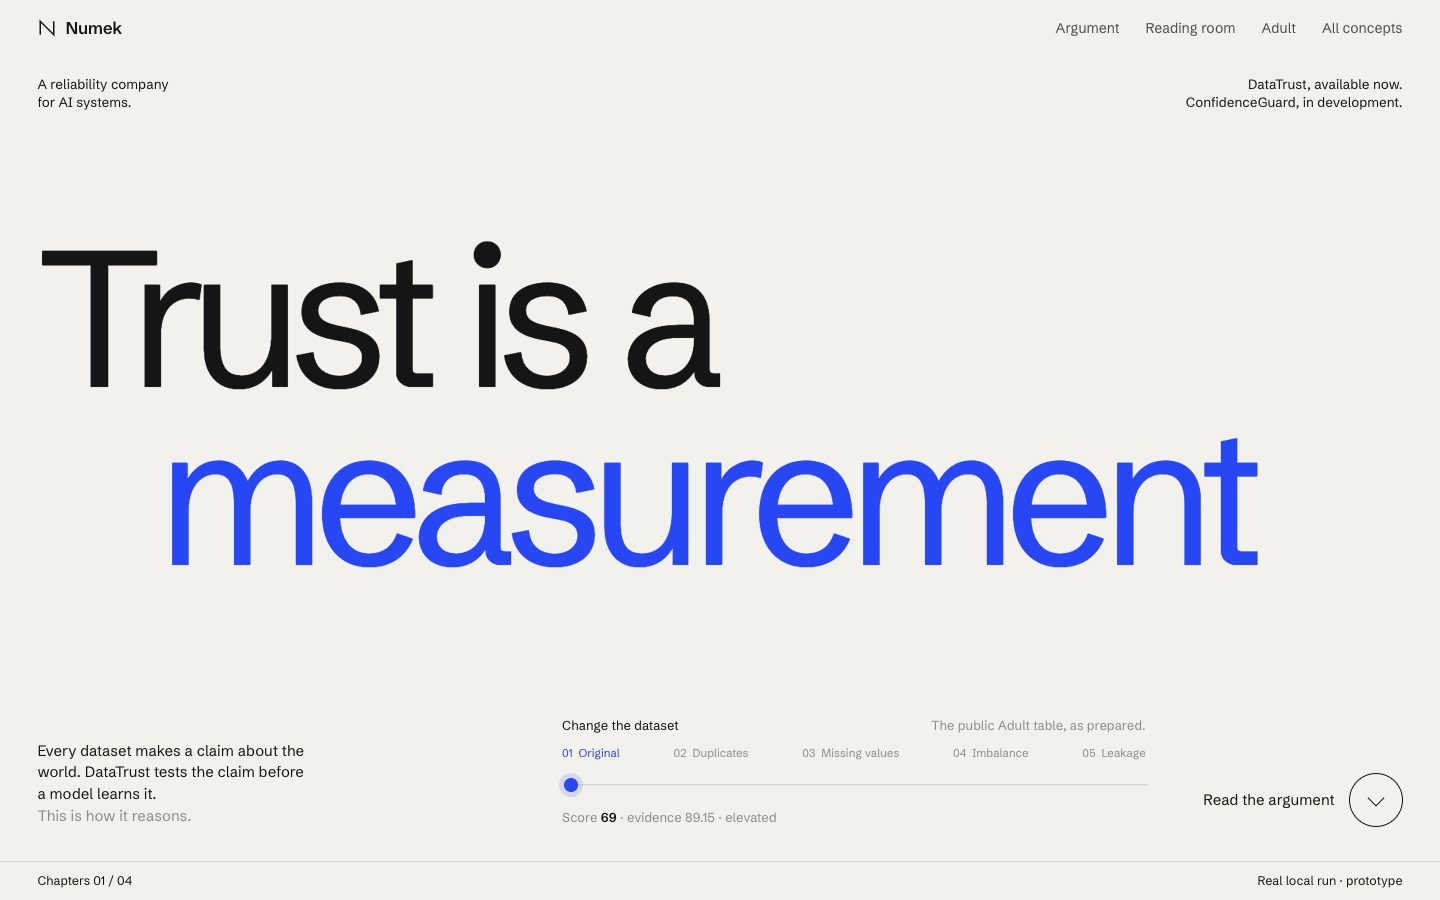 Numek
Argument
Reading room
Adult
All concepts
A reliability company
for AI systems.
DataTrust, available now.
ConfidenceGuard, in development.
Trust is a
measurement
Every dataset makes a claim about the
world. DataTrust tests the claim before
a model learns it.
This is how it reasons.
Change the dataset
The public Adult table, as prepared.
01 Original
02 Duplicates
03 Missing values
04 Imbalance
05 Leakage
Score 69 · evidence 89.15 · elevated
Read the argument
Chapters 01 / 04
Real local run · prototype